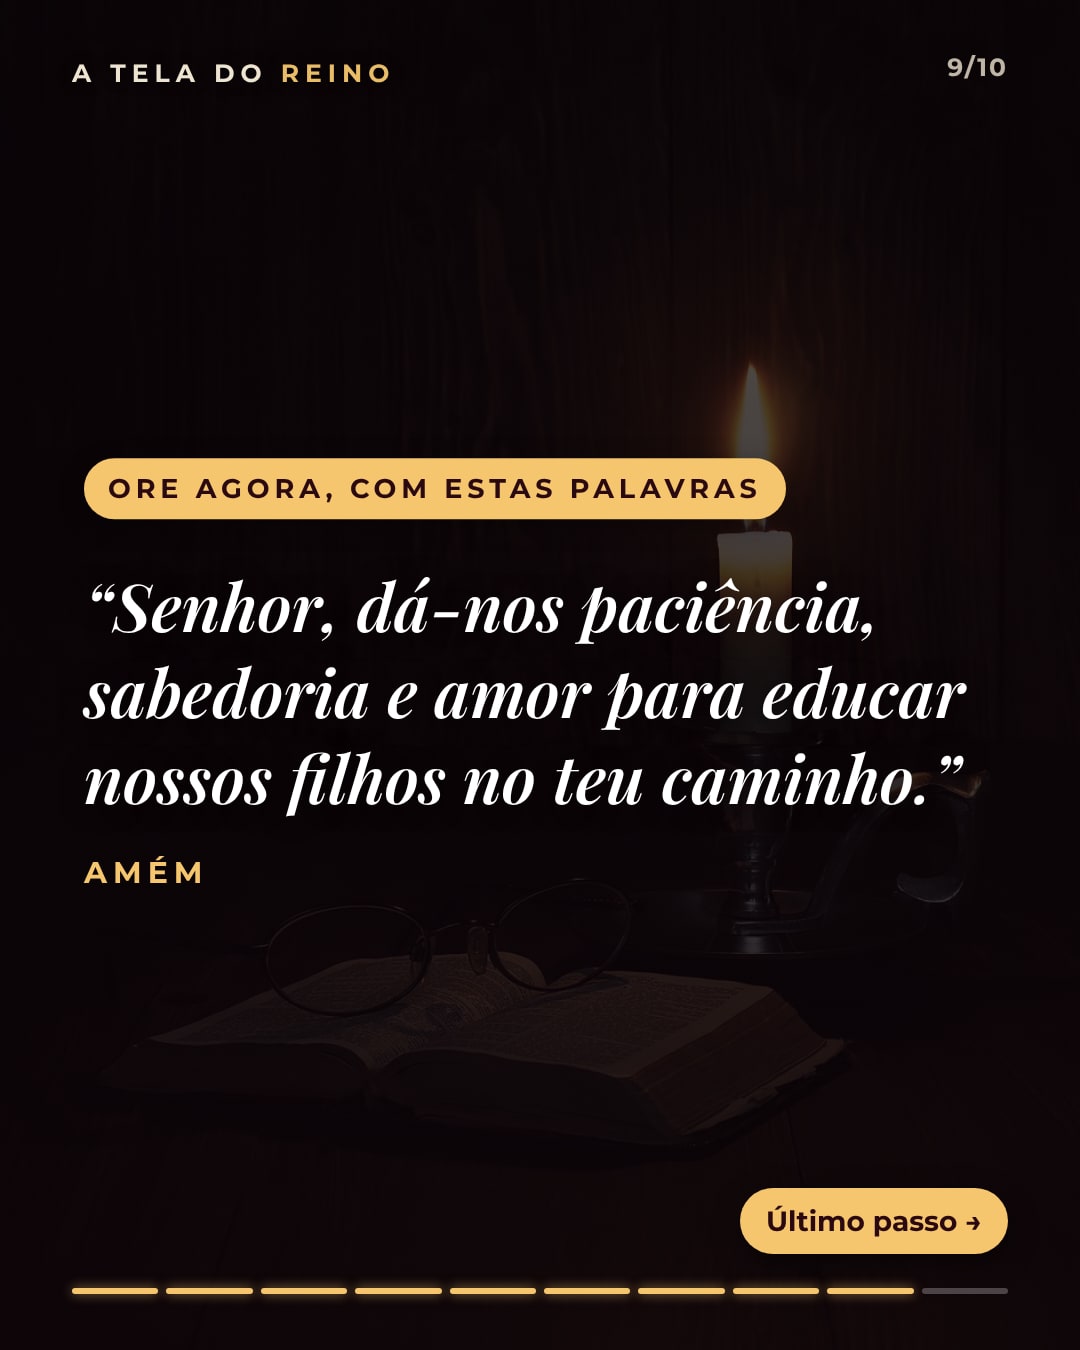 A TELA DO REINO
9/10
ORE AGORA, COM ESTAS PALAVRAS
“Senhor, dá-nos paciência,
sabedoria e amor para educar
nossos filhos no teu caminho.”
AMÉM
Último passo →